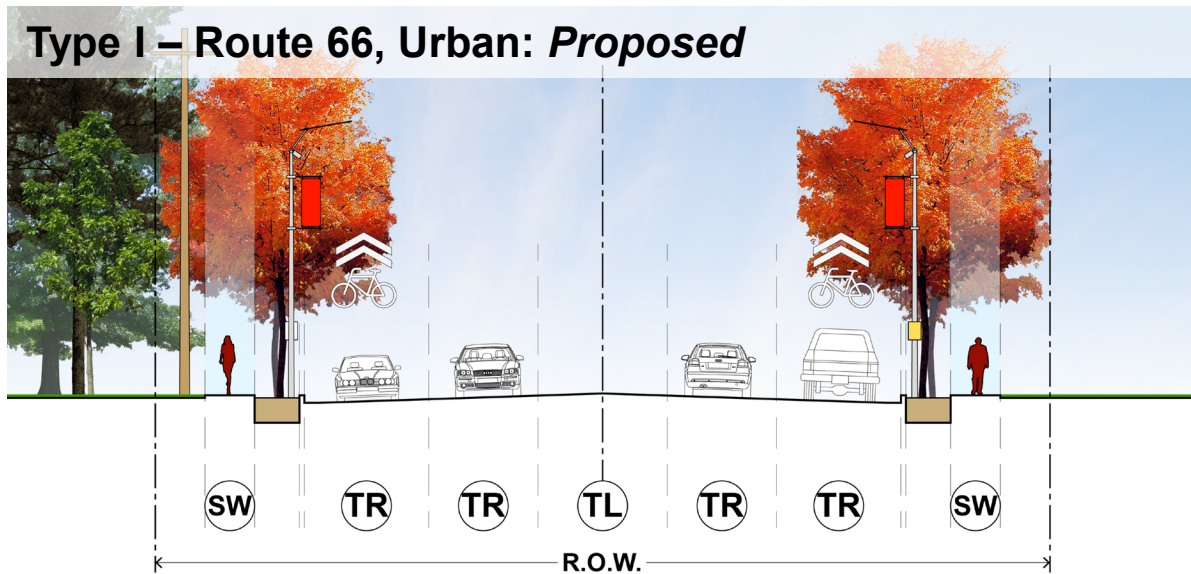 Type I – Route 66, Urban: Proposed
SW TR TR TL TR TR SW
R.O.W.